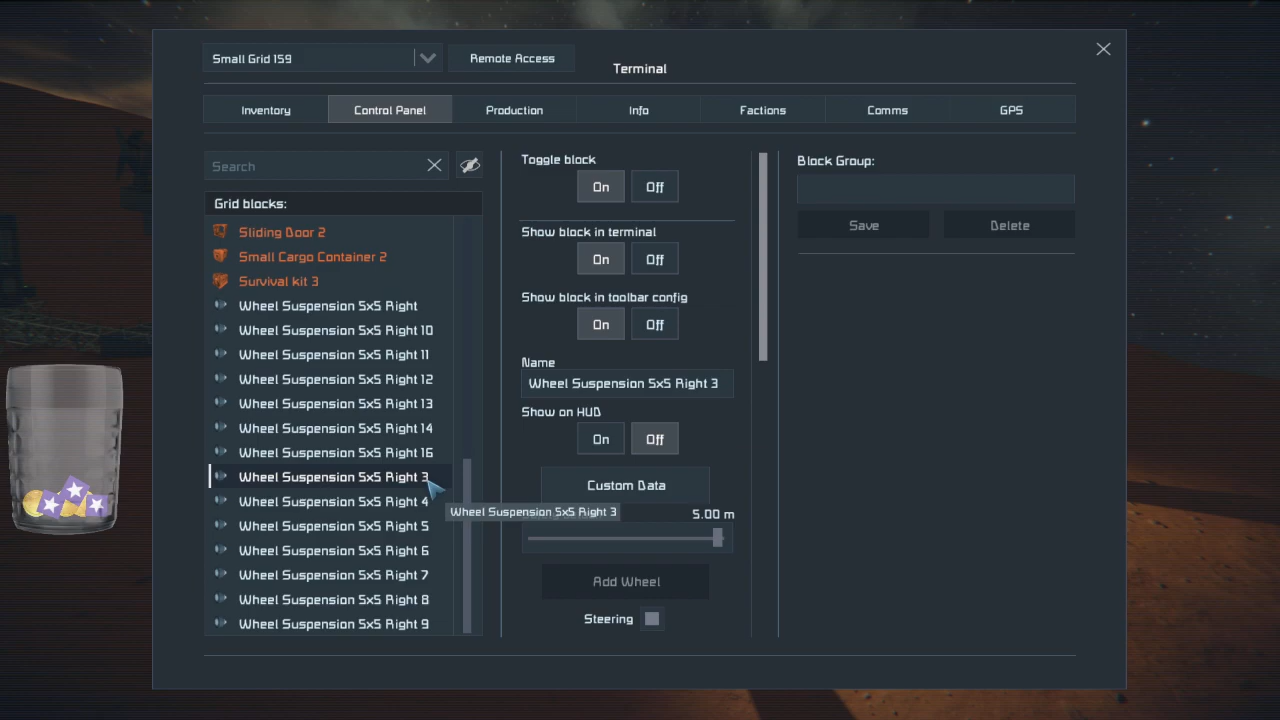 Small Grid 159
Remote Access
Terminal
Inventory
Control Panel
Production
Info
Factions
Comms
GPS
Search
Grid blocks:
Sliding Door 2
Small Cargo Container 2
Survival kit 3
Wheel Suspension 5x5 Right
Wheel Suspension 5x5 Right 10
Wheel Suspension 5x5 Right 11
Wheel Suspension 5x5 Right 12
Wheel Suspension 5x5 Right 13
Wheel Suspension 5x5 Right 14
Wheel Suspension 5x5 Right 16
Wheel Suspension 5x5 Right 3
Wheel Suspension 5x5 Right 4
Wheel Suspension 5x5 Right 5
Wheel Suspension 5x5 Right 6
Wheel Suspension 5x5 Right 7
Wheel Suspension 5x5 Right 8
Wheel Suspension 5x5 Right 9
Wheel Suspension 5x5 Right 3
Toggle block
On Off
Show block in terminal
On Off
Show block in toolbar config
On Off
Name
Wheel Suspension 5x5 Right 3
Show on HUD
On Off
Custom Data
5.00 m
Add Wheel
Steering
Block Group:
Save
Delete